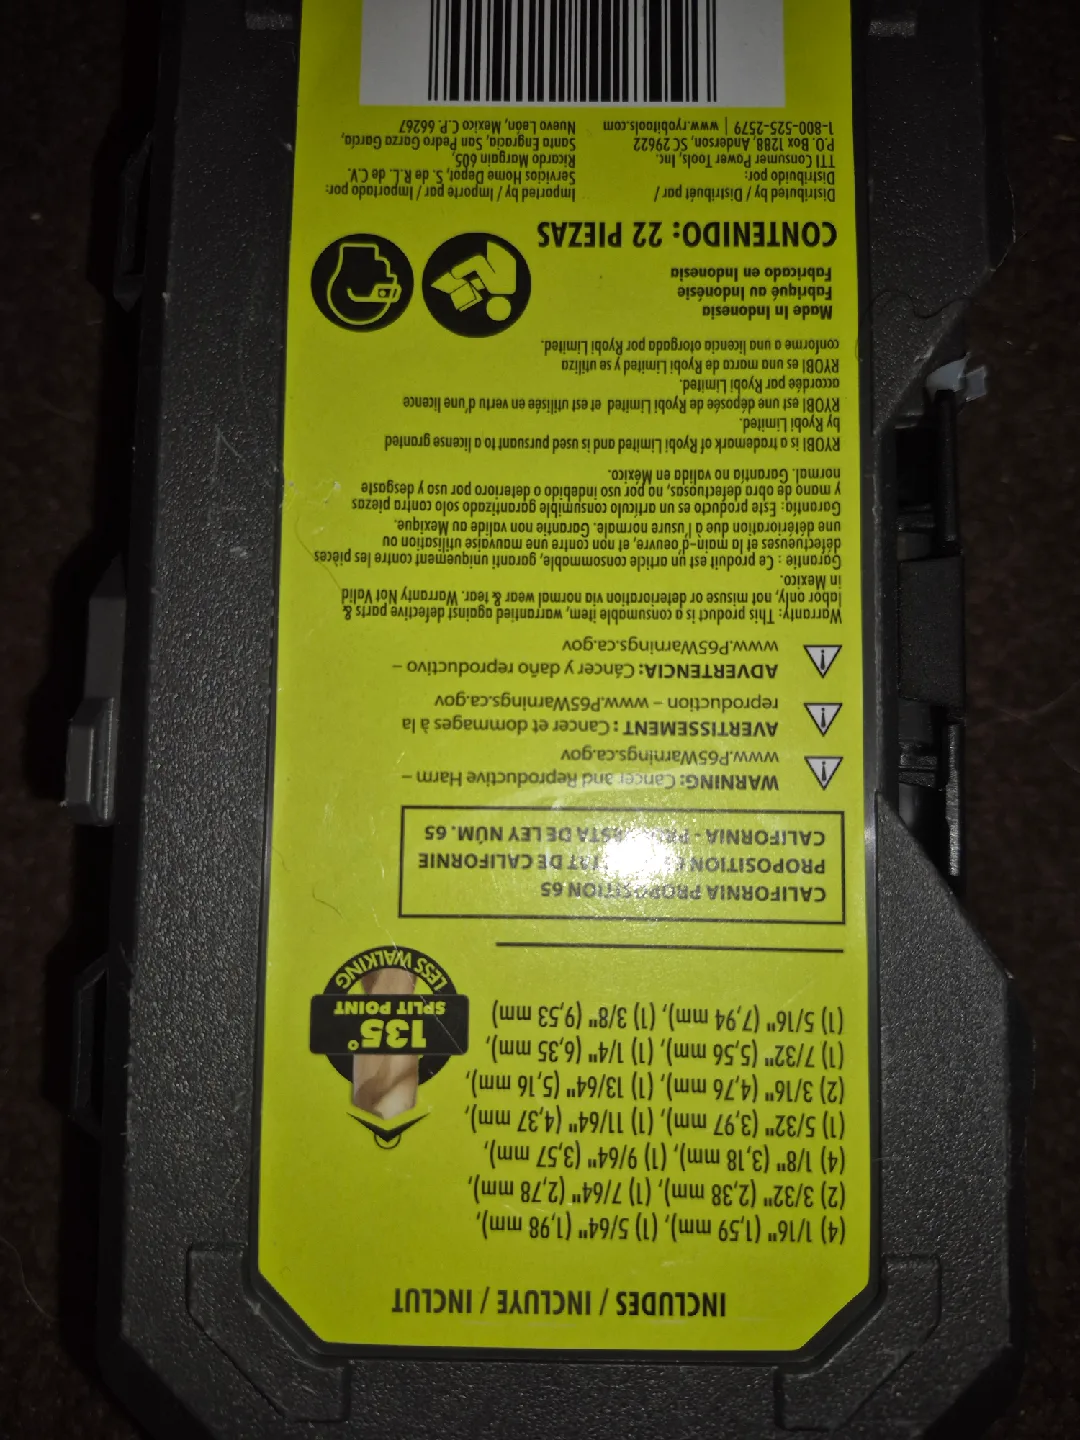 INCLUDES / INCLUYE / INCLUT
(4) 1/16" (1,59 mm), (1) 5/64" (1,98 mm),
(2) 3/32" (2,38 mm), (1) 7/64" (2,78 mm),
(4) 1/8" (3,18 mm), (1) 9/64" (3,57 mm),
(1) 5/32" (3,97 mm), (1) 11/64" (4,37 mm),
(2) 3/16" (4,76 mm), (1) 13/64" (5,16 mm),
(1) 7/32" (5,56 mm), (1) 1/4" (6,35 mm),
(1) 5/16" (7,94 mm), (1) 3/8" (9,53 mm)
135°
SPLIT POINT
LESS WALKING
CALIFORNIA PROPOSITION 65
PROPOSITION DE CALIFORNIE
CALIFORNIA - DE LEY NÚM. 65
WARNING: Cancer and Reproductive Harm –
www.P65Warnings.ca.gov
AVERTISSEMENT : Cancer et dommages à la
reproduction – www.P65Warnings.ca.gov
ADVERTENCIA: Cáncer y daño reproductivo –
www.P65Warnings.ca.gov
Warranty: This product is a consumable item, warrantied against defective parts &
labor only, not misuse or deterioration via normal wear & tear. Warranty Not Valid
in Mexico.
Garantie : Ce produit est un article consommable, garanti uniquement contre les pièces
défectueuses et la main-d'oeuvre, et non contre une mauvaise utilisation ou
une détérioration due à l'usure normale. Garantie non valide au Mexique.
Garantía: Este producto es un artículo consumible garantizado solo contra piezas
y mano de obra defectuosas, no por uso indebido o deterioro por uso y desgaste
normal. Garantía no valida en México.
RYOBI is a trademark of Ryobi Limited and is used pursuant to a license granted
by Ryobi Limited.
RYOBI est une déposée de Ryobi Limited et est utilisée en vertu d'une licence
accordée par Ryobi Limited.
RYOBI es una marca de Ryobi Limited y se utiliza
conforme a una licencia otorgada por Ryobi Limited.
Made In Indonesia
Fabriqué au Indonésie
Fabricado en Indonesia
CONTENIDO: 22 PIEZAS
Distributed by / Distribuét par /
Distribuido por:
TTI Consumer Power Tools, Inc.
P.O. Box 1288, Anderson, SC 29622
1-800-525-2579 | www.ryobitools.com
Imported by / Importe par / Importado por:
Servicios Home Depot, S. de R.L. de C.V.
Ricardo Margain 605,
Santa Engracia, San Pedro Garza García,
Nuevo León, Mexico C.P. 66267